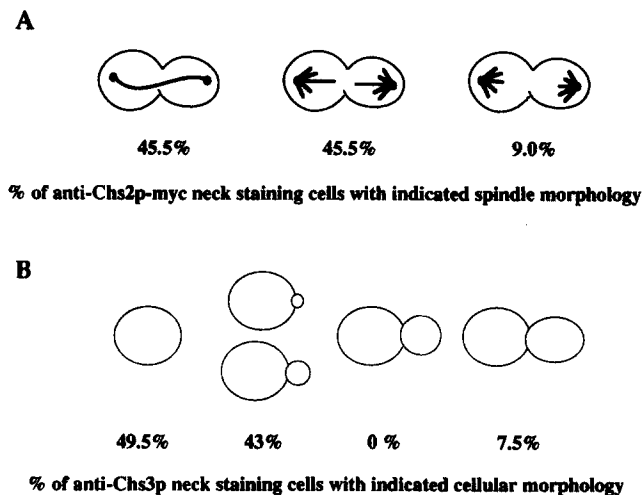 A
45.5% 45.5% 9.0%
% of anti-Chs2p-myc neck staining cells with indicated spindle morphology
B
49.5% 43% 0 % 7.5%
% of anti-Chs3p neck staining cells with indicated cellular morphology